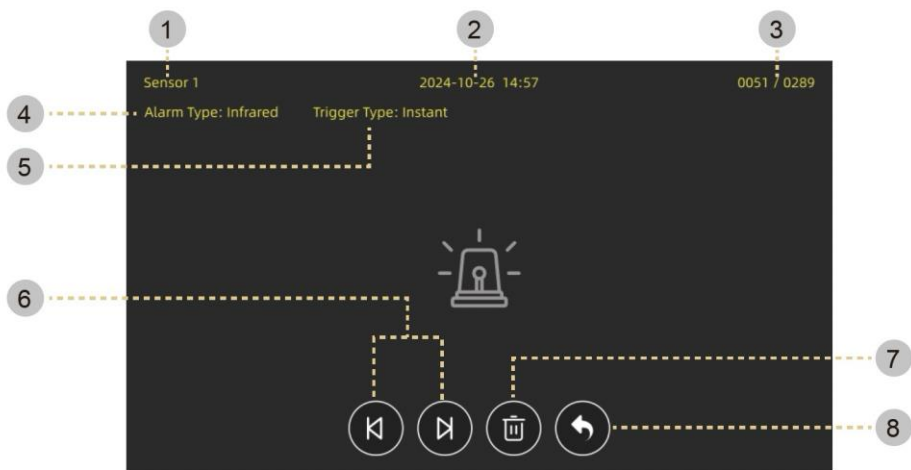 1 2 3
Sensor 1 2024-10-26 14:57 0051 / 0289
4 Alarm Type: Infrared Trigger Type: Instant
5
6
7
8